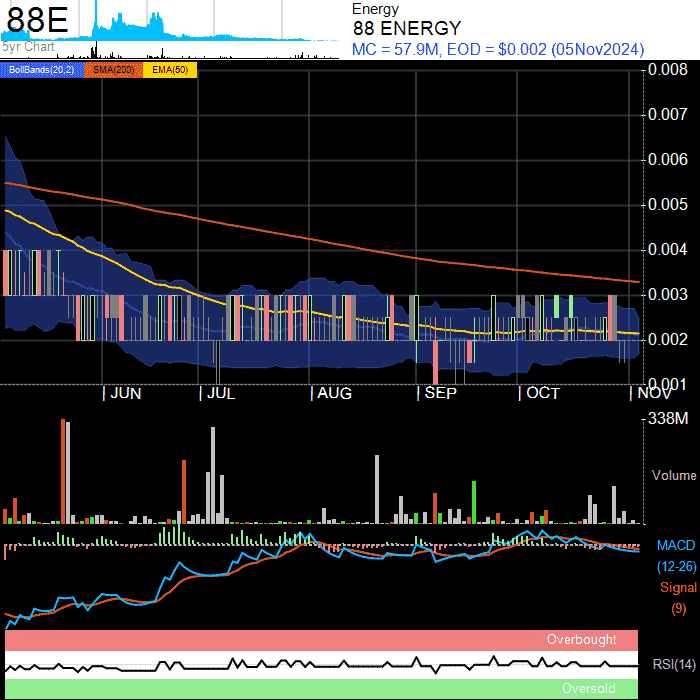 88E
5yr Chart
Energy
88 ENERGY
MC = 57.9M, EOD = $0.002 (05Nov2024)
BollBands(20,2) SMA(200) EMA(50)
0.008
0.007
0.006
0.005
0.004
0.003
0.002
0.001
JUN JUL AUG SEP OCT NOV
338M
Volume
MACD
(12-26)
Signal
(9)
Overbought
RSI(14)
Oversold